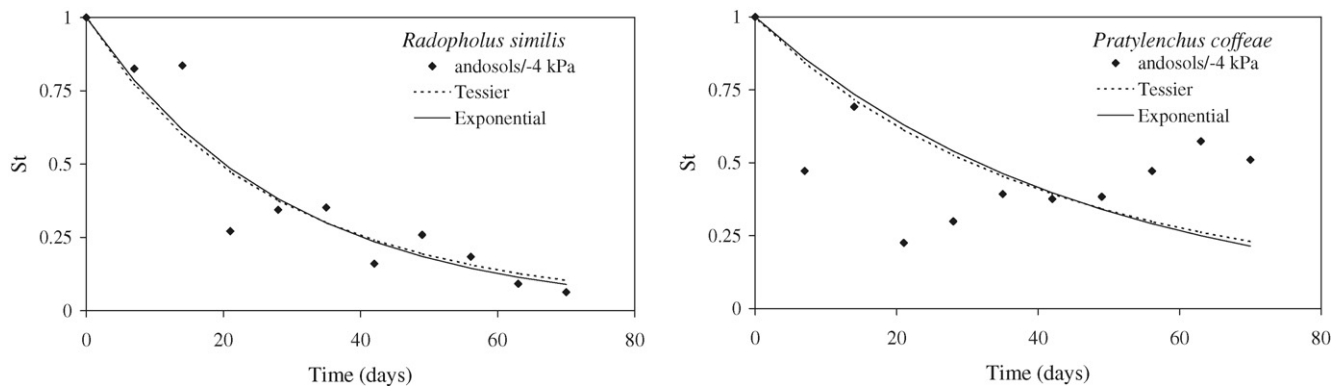 Radopholus similis
andosols/-4 kPa
Tessier
Exponential
St
1
0.75
0.5
0.25
0
0 20 40 60 80
Time (days)
Pratylenchus coffeae
andosols/-4 kPa
Tessier
Exponential
St
1
0.75
0.5
0.25
0
0 20 40 60 80
Time (days)